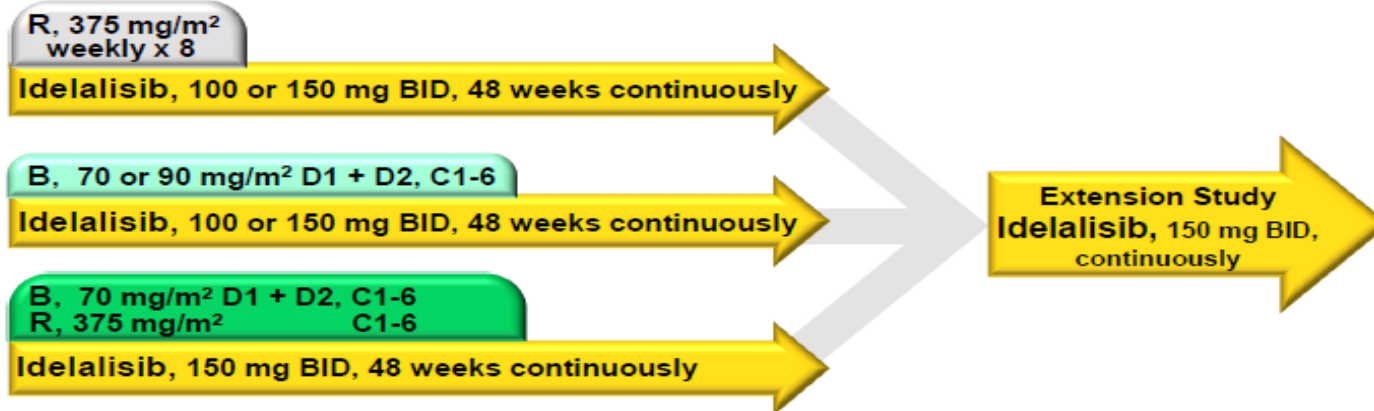 R, 375 mg/m²
weekly x 8
Idelalisib, 100 or 150 mg BID, 48 weeks continuously
B, 70 or 90 mg/m² D1 + D2, C1-6
Idelalisib, 100 or 150 mg BID, 48 weeks continuously
B, 70 mg/m² D1 + D2, C1-6
R, 375 mg/m² C1-6
Idelalisib, 150 mg BID, 48 weeks continuously
Extension Study
Idelalisib, 150 mg BID,
continuously